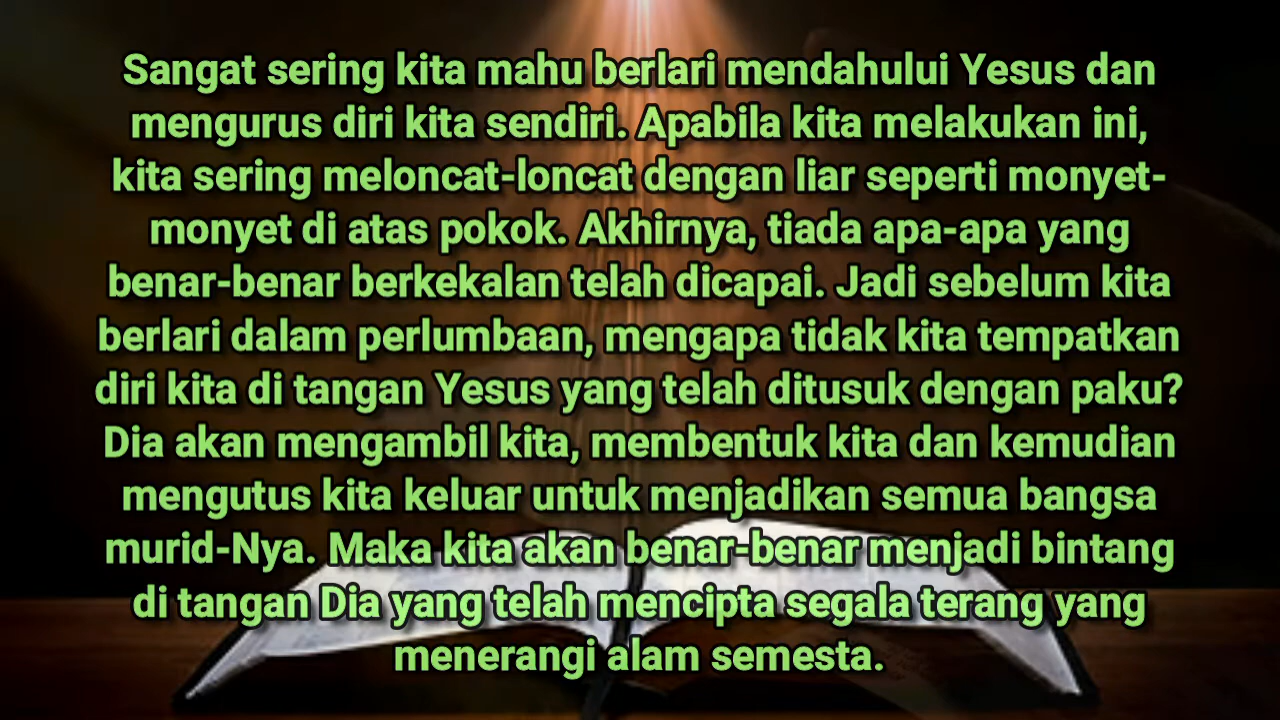 Sangat sering kita mahu berlari mendahului Yesus dan
mengurus diri kita sendiri. Apabila kita melakukan ini,
kita sering meloncat-loncat dengan liar seperti monyet-
monyet di atas pokok. Akhirnya, tiada apa-apa yang
benar-benar berkekalan telah dicapai. Jadi sebelum kita
berlari dalam perlumbaan, mengapa tidak kita tempatkan
diri kita di tangan Yesus yang telah ditusuk dengan paku?
Dia akan mengambil kita, membentuk kita dan kemudian
mengutus kita keluar untuk menjadikan semua bangsa
murid-Nya. Maka kita akan benar-benar menjadi bintang
di tangan Dia yang telah mencipta segala terang yang
menerangi alam semesta.